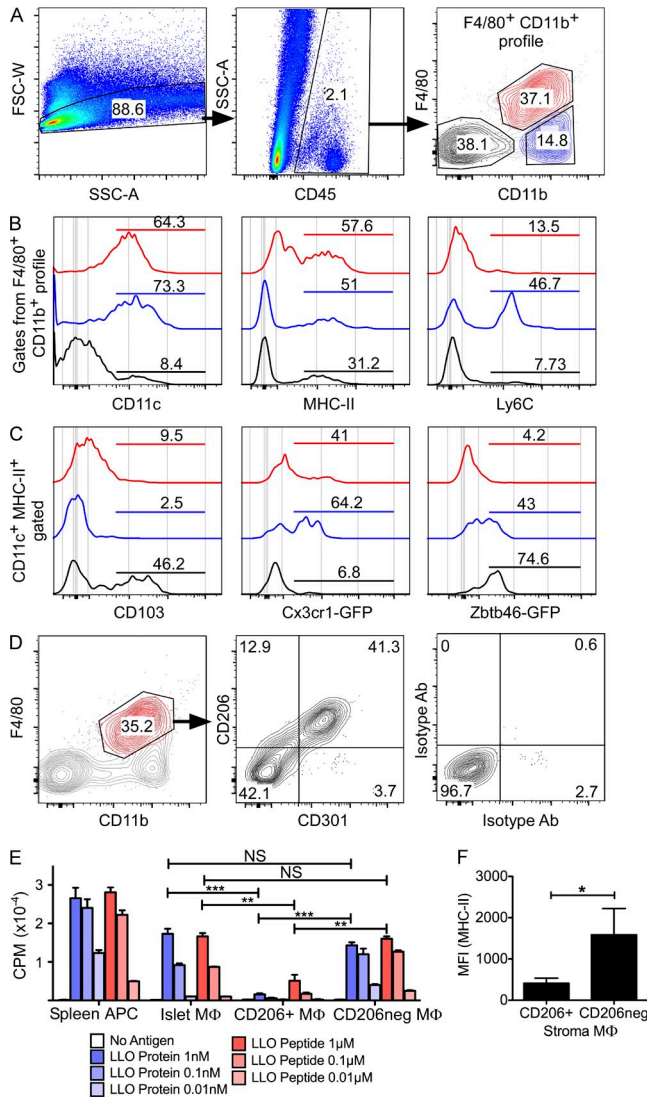 A
FSC-W
88.6
SSC-A
SSC-A
2.1
CD45
F4/80+ CD11b+
profile
F4/80
37.1
38.1
14.8
CD11b
B
Gates from F4/80+
CD11b+ profile
64.3
73.3
8.4
CD11c
57.6
51
31.2
MHC-II
13.5
46.7
7.73
Ly6C
C
CD11c+ MHC-II+
gated
9.5
2.5
46.2
CD103
41
64.2
6.8
Cx3cr1-GFP
4.2
43
74.6
Zbtb46-GFP
D
F4/80
35.2
CD11b
CD206
12.9
41.3
42.1
3.7
CD301
Isotype Ab
0
0.6
96.7
2.7
Isotype Ab
E
CPM (x10-4)
3
2
1
NS
NS
***
**
***
**
Spleen APC
Islet MΦ
CD206+ MΦ
CD206neg MΦ
No Antigen
LLO Protein 1nM
LLO Protein 0.1nM
LLO Protein 0.01nM
LLO Peptide 1µM
LLO Peptide 0.1µM
LLO Peptide 0.01µM
F
MFI (MHC-II)
3000
2000
1000
0
*
CD206+ CD206neg
Stroma MΦ